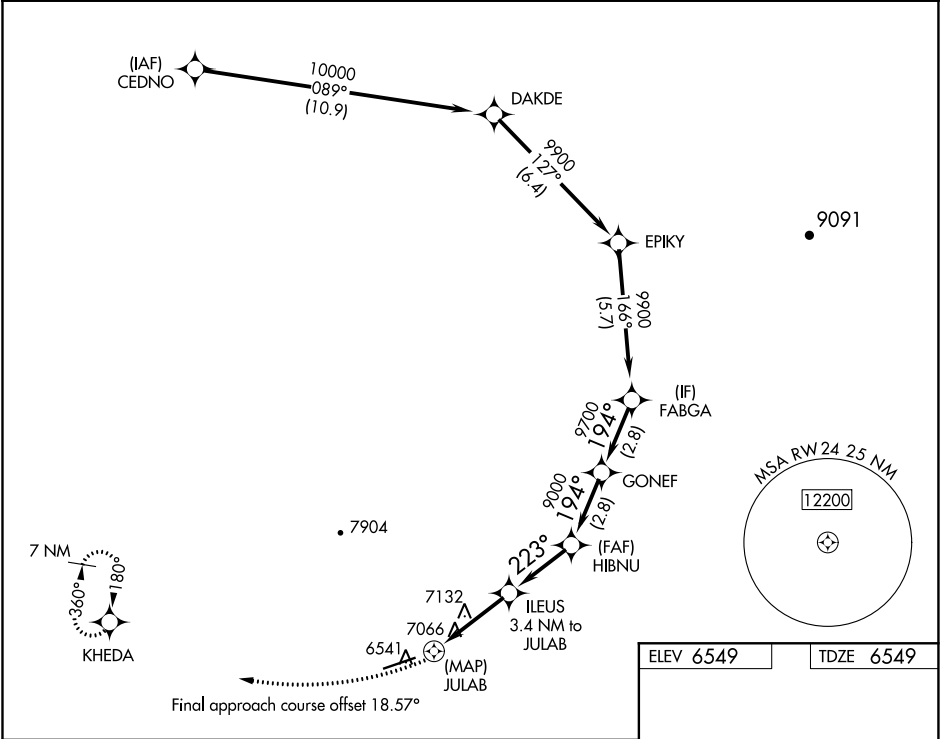 (IAF)
CEDNO
10000
089°
(10.9)
DAKDE
9900
127°
(6.4)
EPIKY
9091
9900
166°
(5.7)
(IF)
FABGA
9700
194°
(2.8)
GONEF
9000
194°
(2.8)
(FAF)
HIBNU
223°
MSA RW24 25 NM
12200
7904
7 NM
360°
180°
KHEDA
7132
7066
6541
ILEUS
3.4 NM to
JULAB
(MAP)
JULAB
Final approach course offset 18.57°
ELEV 6549
TDZE 6549